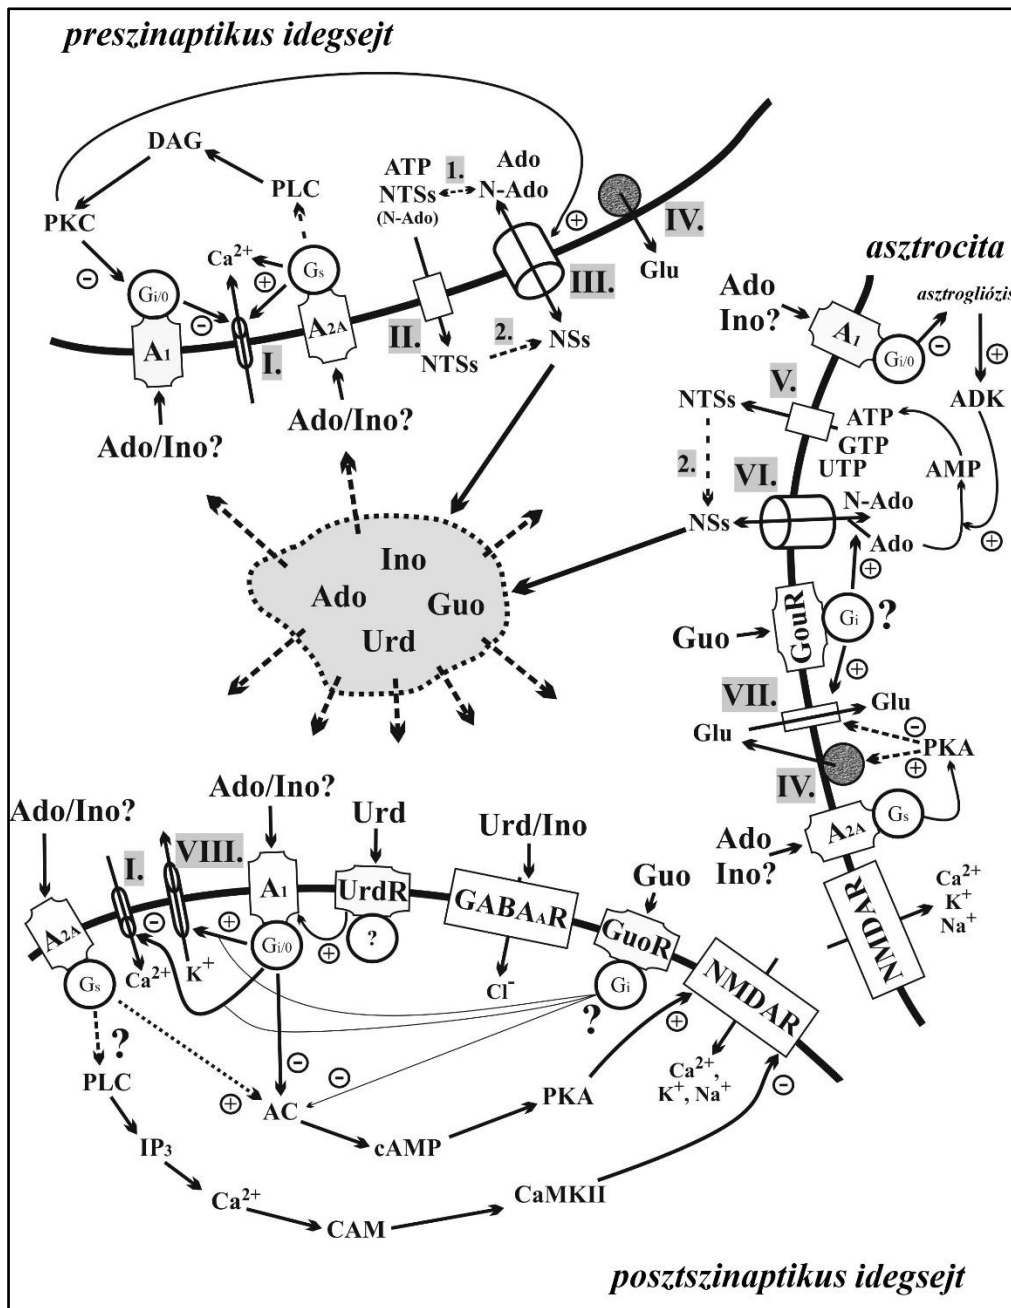 preszinaptikus idegsejt
DAG
PLC
PKC
ATP
NTSs
(N-Ado)
1.
Ado
N-Ado
IV.
Glu
Ca2+
Gs
Gi/0
A1
A2A
I.
II.
NTSs
2.
NSs
III.
Ado/Ino?
Ado/Ino?
asztrocita
asztrogliózis
Ado
Ino?
A1
Gi/0
ADK
V.
NTSs
ATP
GTP
UTP
AMP
2.
VI.
N-Ado
NSs
Ado
Ino
Ado
Guo
Urd
Guo
GouR
Gi
?
VII.
Glu
Glu
PKA
IV.
A2A
Gs
Ado
Ino?
NMDAR
Ca2+
K+
Na+
Ado/Ino?
Ado/Ino?
Urd
Urd/Ino
Guo
I.
VIII.
A2A
Gs
Ca2+
K+
A1
Gi/0
UrdR
?
GABAAR
Cl-
GuoR
Gi
?
NMDAR
Ca2+,
K+, Na+
?
PLC
AC
cAMP
PKA
IP3
Ca2+
CAM
CaMKII
posztszinaptikus idegsejt